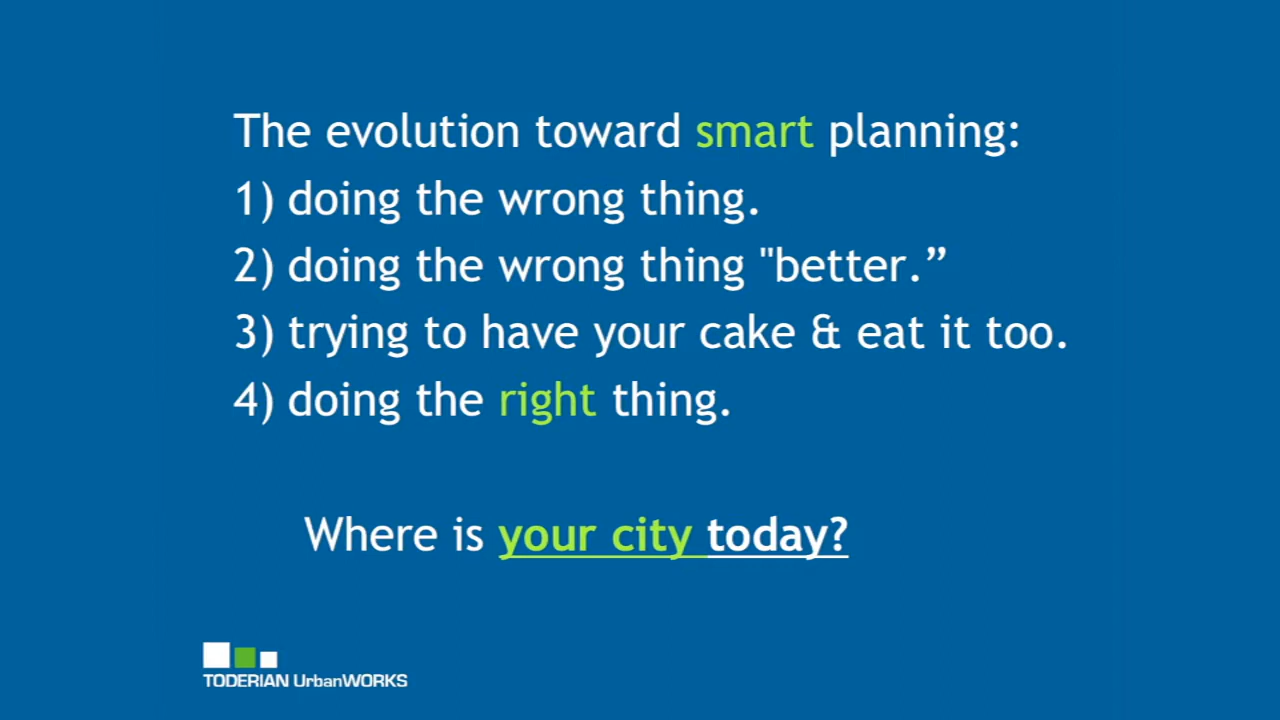 The evolution toward smart planning:
1) doing the wrong thing.
2) doing the wrong thing "better.”
3) trying to have your cake & eat it too.
4) doing the right thing.
Where is your city today?
TODERIAN UrbanWORKS